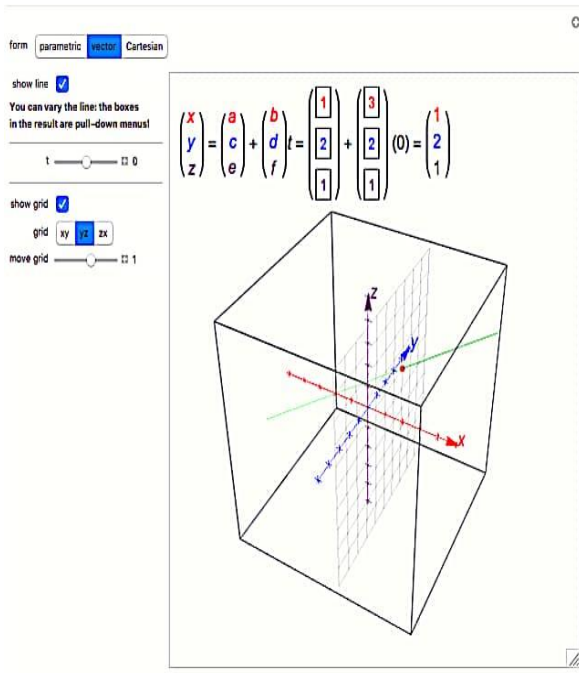 form parametric vector Cartesian
show line
You can vary the line: the boxes
in the result are pull-down menus!
t 0
show grid
grid xy yz zx
move grid 1
(x y z) = (a c e) + (b d f) t = (1 2 1) + (3 2 1) (0) = (1 2 1)
z
y
x